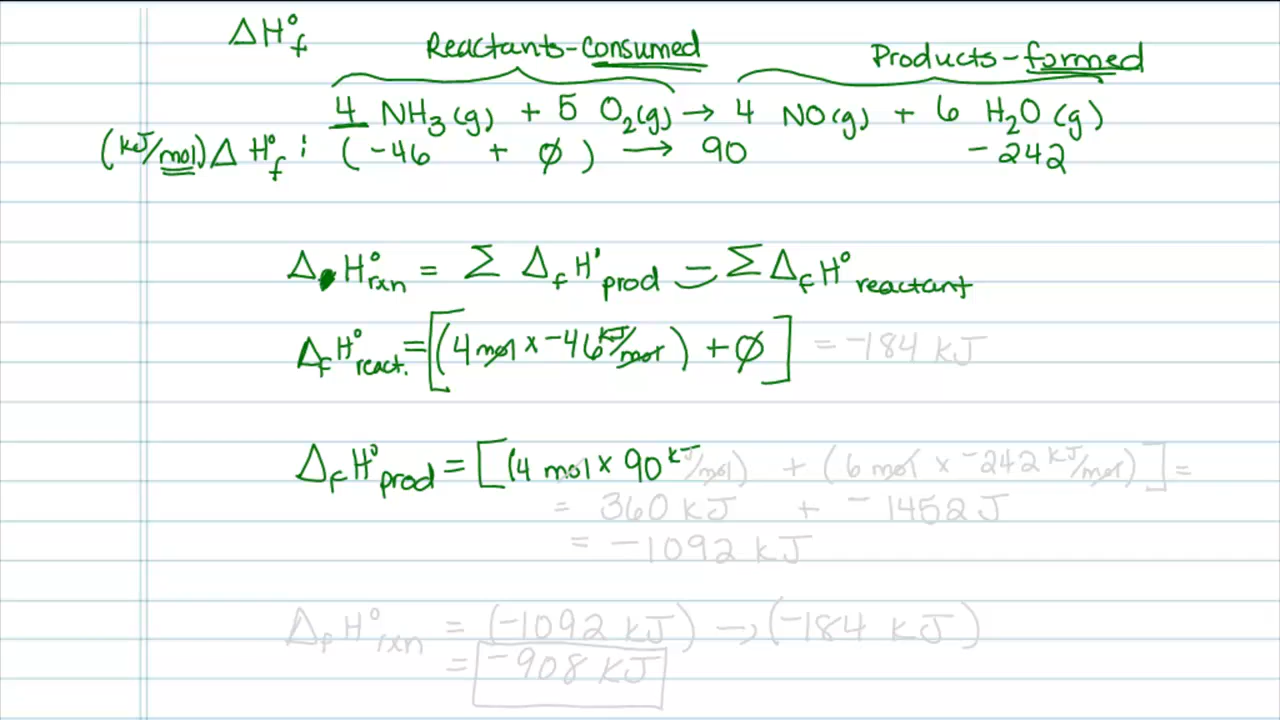 ΔH°f
Reactants-consumed Products-formed
4 NH₃(g) + 5 O₂(g) → 4 NO(g) + 6 H₂O(g)
(kJ/mol) ΔH°f : (-46 + ∅) → 90 -242
Δ H°rxn = Σ ΔfH°prod - Σ ΔfH°reactant
ΔfH°react. = [(4 mol x -46 kJ/mol) + ∅] = -184 kJ
ΔfH°prod = [(4 mol x 90 kJ/mol) + (6 mol x -242 kJ/mol)] =
= 360 kJ + -1452 J
= -1092 kJ
ΔfH°rxn = (-1092 kJ) → (-184 kJ)
= -908 kJ